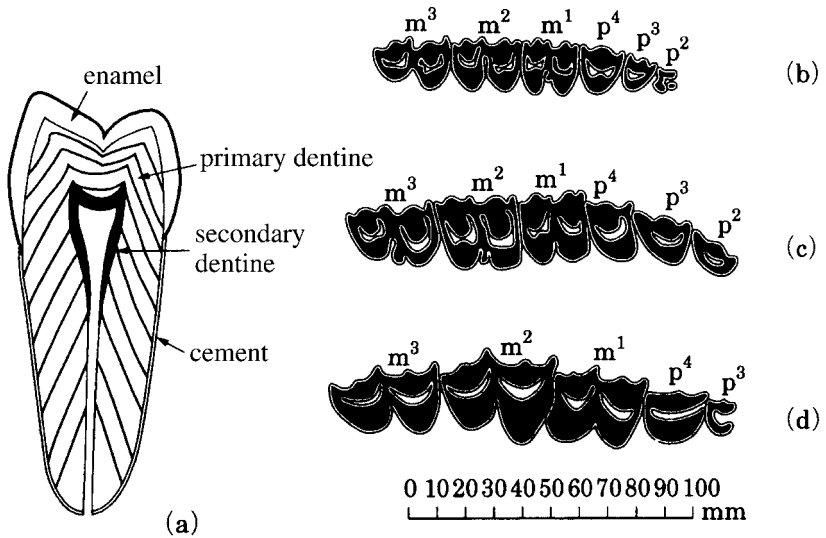 enamel
primary dentine
secondary
dentine
cement
(a)
m³ m² m¹ p⁴ p³ p²
(b)
m³ m² m¹ p⁴ p³ p²
(c)
m³ m² m¹ p⁴ p³
(d)
0 10 20 30 40 50 60 70 80 90 100
mm